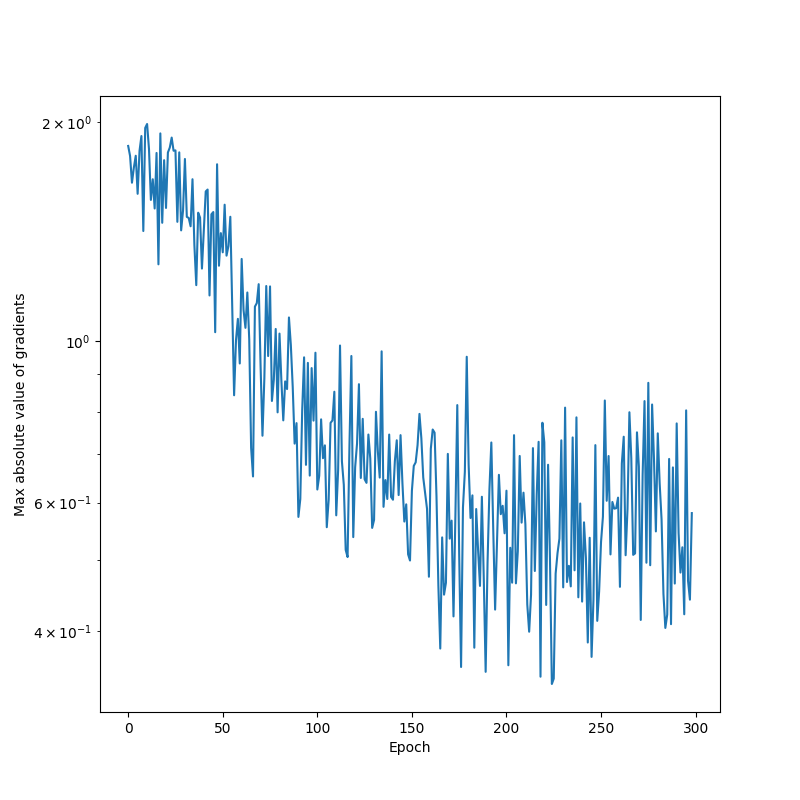 Max absolute value of gradients
2 × 10⁰
10⁰
6 × 10⁻¹
4 × 10⁻¹
0 50 100 150 200 250 300
Epoch